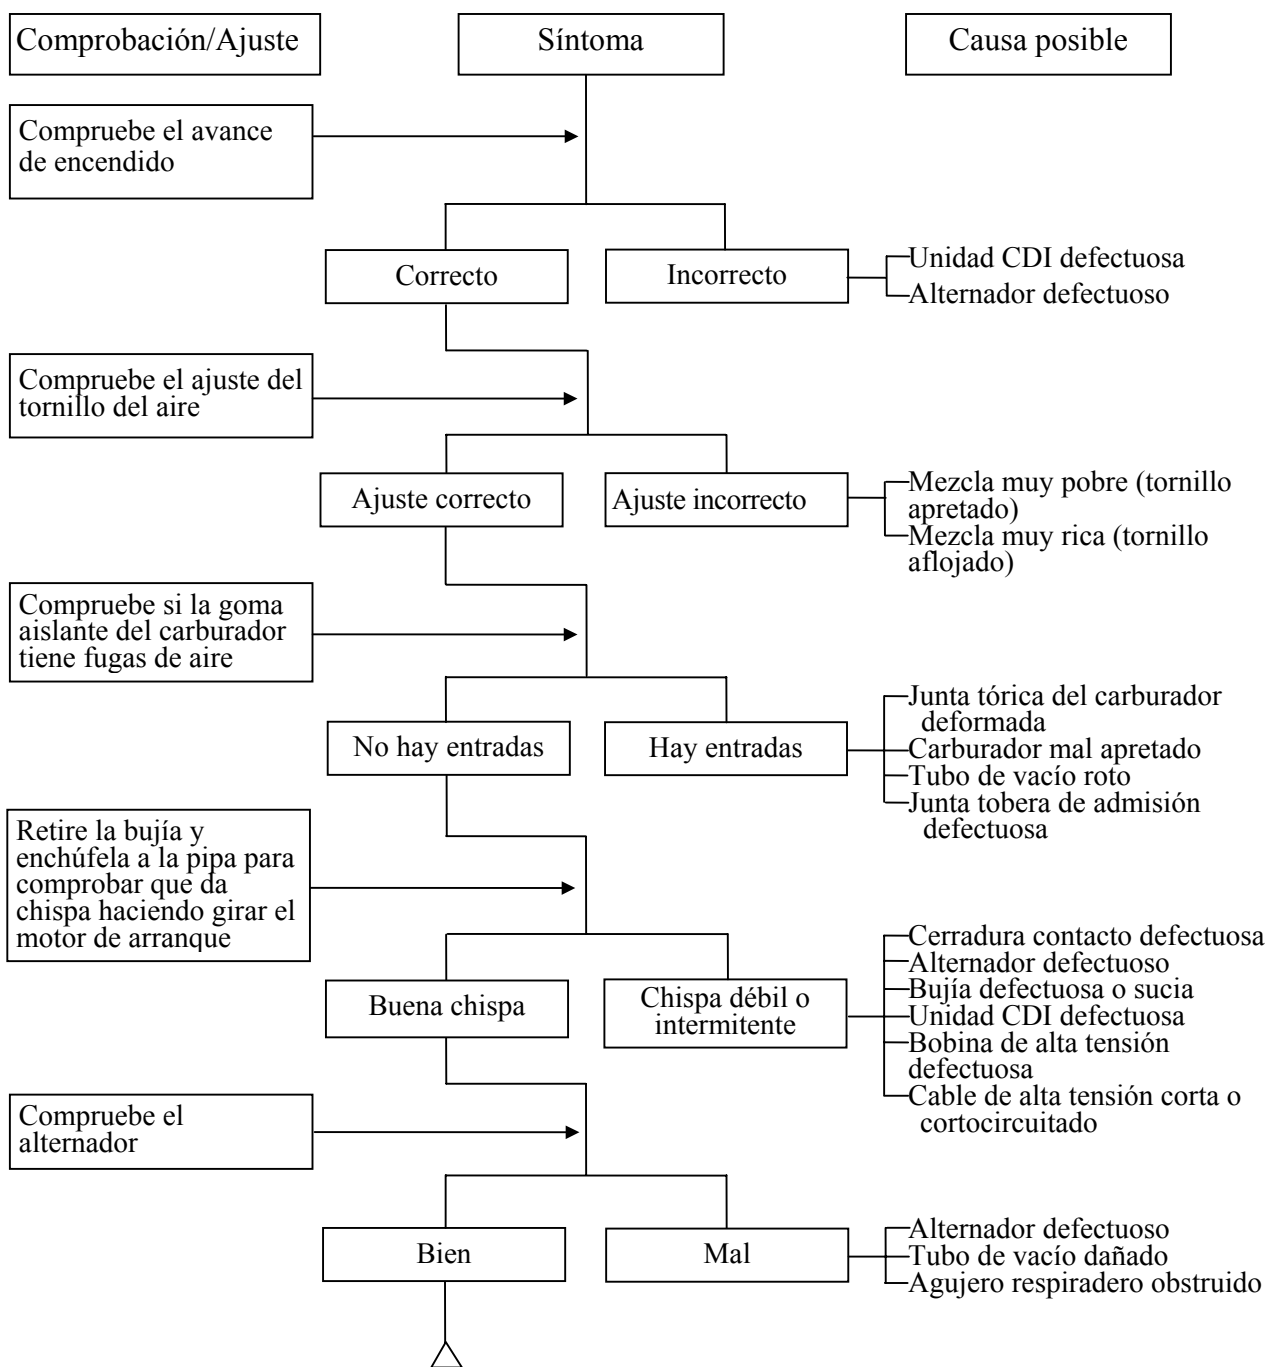 Comprobación/Ajuste
Síntoma
Causa posible
Compruebe el avance
de encendido
Correcto
Incorrecto
Unidad CDI defectuosa
Alternador defectuoso
Compruebe el ajuste del
tornillo del aire
Ajuste correcto
Ajuste incorrecto
Mezcla muy pobre (tornillo
apretado)
Mezcla muy rica (tornillo
aflojado)
Compruebe si la goma
aislante del carburador
tiene fugas de aire
No hay entradas
Hay entradas
Junta tórica del carburador
deformada
Carburador mal apretado
Tubo de vacío roto
Junta tobera de admisión
defectuosa
Retire la bujía y
enchúfela a la pipa para
comprobar que da
chispa haciendo girar el
motor de arranque
Buena chispa
Chispa débil o
intermitente
Cerradura contacto defectuosa
Alternador defectuoso
Bujía defectuosa o sucia
Unidad CDI defectuosa
Bobina de alta tensión
defectuosa
Cable de alta tensión corta o
cortocircuitado
Compruebe el
alternador
Bien
Mal
Alternador defectuoso
Tubo de vacío dañado
Agujero respiradero obstruido